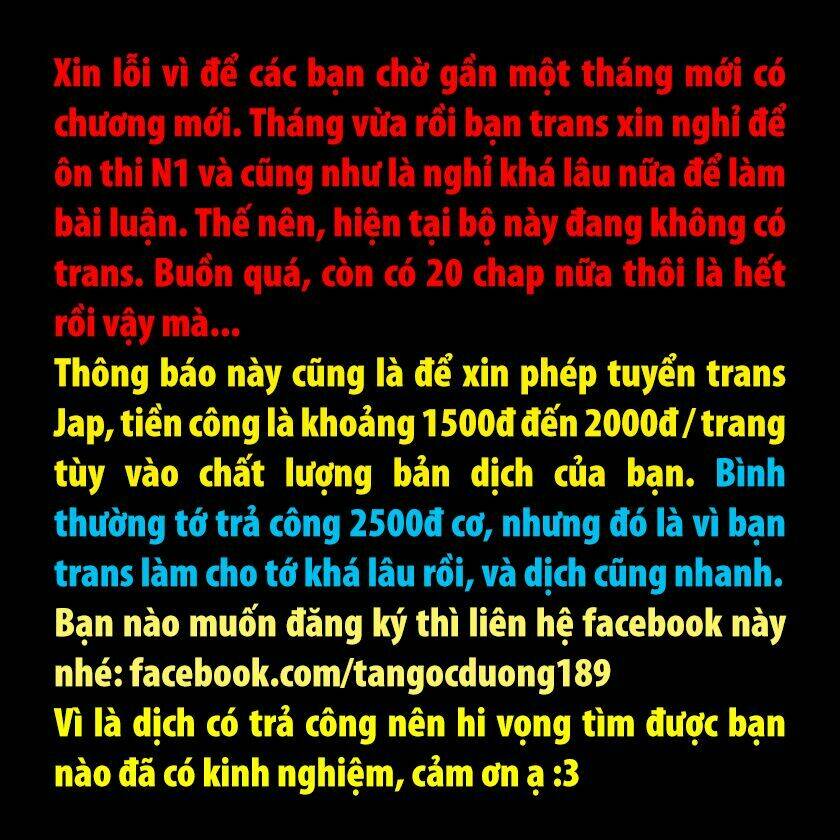 Xin lỗi vì để các bạn chờ gần một tháng mới có
chương mới. Tháng vừa rồi bạn trans xin nghỉ để
ôn thi N1 và cũng như là nghỉ khá lâu nữa để làm
bài luận. Thế nên, hiện tại bộ này đang không có
trans. Buồn quá, còn có 20 chap nữa thôi là hết
rồi vậy mà...
Thông báo này cũng là để xin phép tuyển trans
Jap, tiền công là khoảng 1500đ đến 2000đ / trang
tùy vào chất lượng bản dịch của bạn. Bình
thường tớ trả công 2500đ cơ, nhưng đó là vì bạn
trans làm cho tớ khá lâu rồi, và dịch cũng nhanh.
Bạn nào muốn đăng ký thì liên hệ facebook này
nhé: facebook.com/tangocduong189
Vì là dịch có trả công nên hi vọng tìm được bạn
nào đã có kinh nghiệm, cảm ơn ạ :3